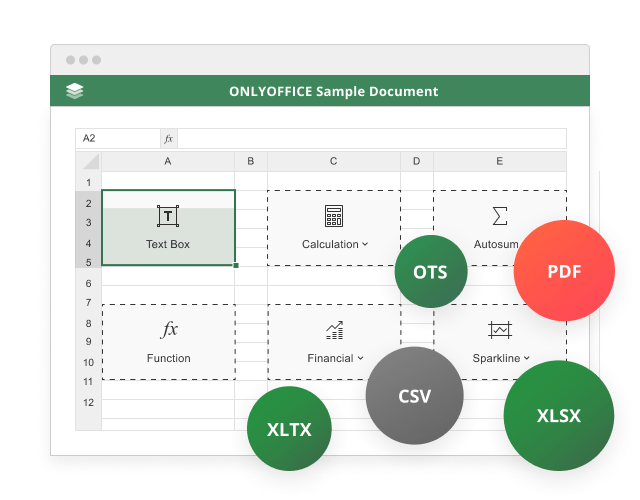 ONLYOFFICE Sample Document
A2 fx
A B C D E
1
2
3
4
5
6
7
8
9
10
11
12
T
Text Box
Calculation
Autosum
OTS
PDF
fx
Function
Financial
Sparkline
CSV
XLTX
XLSX